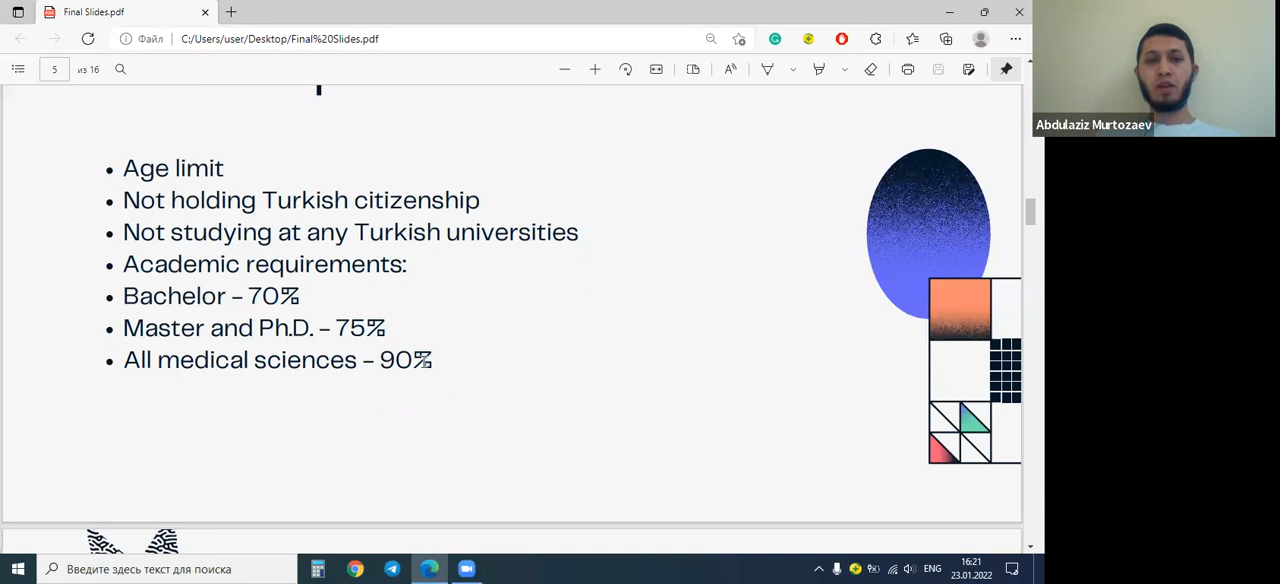 Final Slides.pdf
Файл
C:/Users/user/Desktop/Final%20Slides.pdf
5 из 16
Abdulaziz Murtozaev
Age limit
Not holding Turkish citizenship
Not studying at any Turkish universities
Academic requirements:
Bachelor - 70%
Master and Ph.D. - 75%
All medical sciences - 90%
Введите здесь текст для поиска
ENG
16:21
23.01.2022